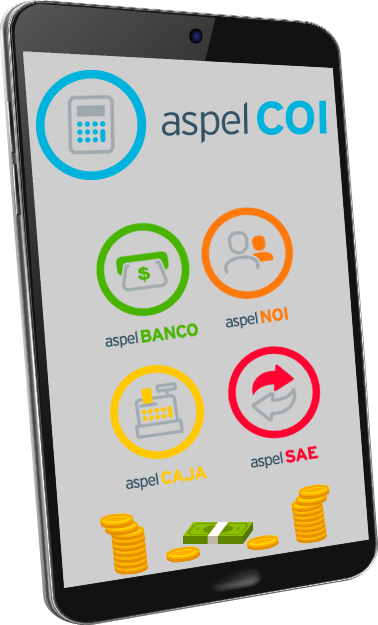 aspel COI
$
aspel BANCO
aspel NOI
aspel CAJA
aspel SAE